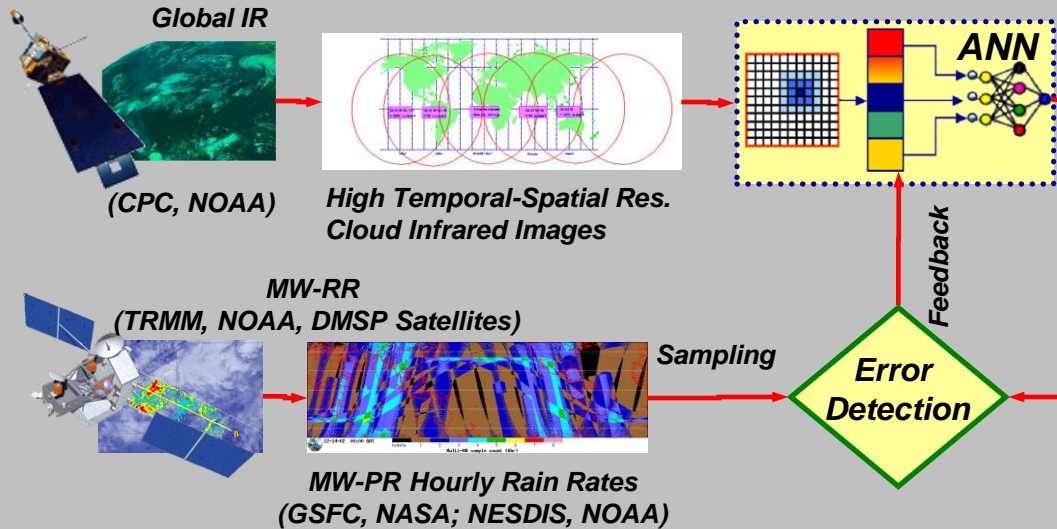 Global IR
(CPC, NOAA)
High Temporal-Spatial Res.
Cloud Infrared Images
ANN
Feedback
MW-RR
(TRMM, NOAA, DMSP Satellites)
Sampling
Error
Detection
MW-PR Hourly Rain Rates
(GSFC, NASA; NESDIS, NOAA)